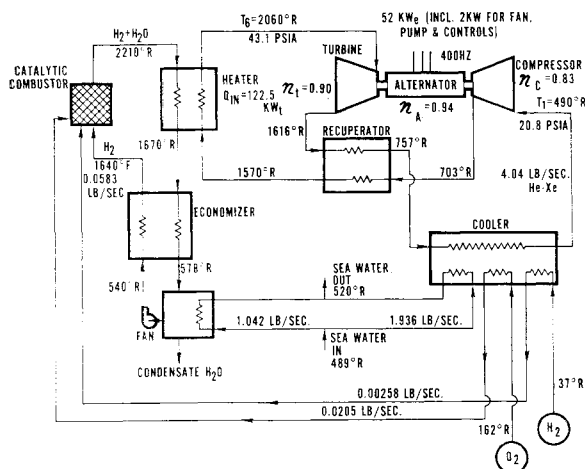 H2+H2O
2210°R
T6=2060°R
43.1 PSIA
52 KWe (INCL. 2KW FOR FAN,
PUMP & CONTROLS)
TURBINE
400HZ
COMPRESSOR
ηC=0.83
T1=490°R
20.8 PSIA
CATALYTIC
COMBUSTOR
HEATER
QIN=122.5
KWt
ηt=0.90
ALTERNATOR
ηA=0.94
1616°R
RECUPERATOR
757°R
1670°R
H2
1640°F
0.0583
LB/SEC
1570°R
703°R
4.04 LB/SEC.
He-Xe
ECONOMIZER
COOLER
540°R
578°R
SEA WATER
OUT
520°R
FAN
1.042 LB/SEC.
1.936 LB/SEC.
SEA WATER
IN
489°R
CONDENSATE H2O
0.00258 LB/SEC.
0.0205 LB/SEC.
37°R
162°R
O2
H2